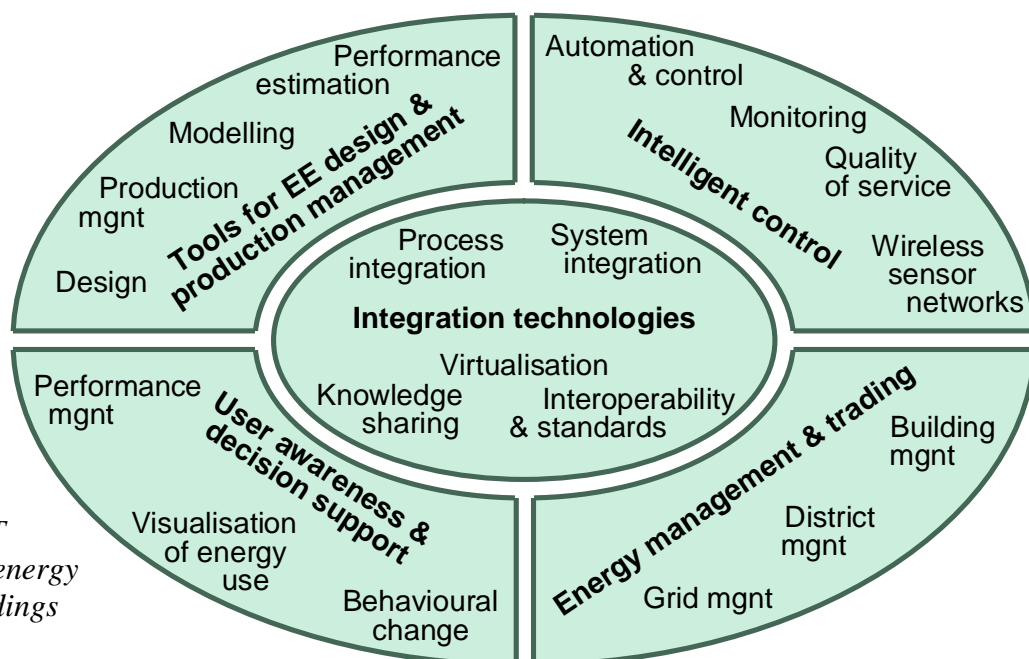 Performance
estimation
Modelling
Production
mgnt
Design
Tools for EE design &
production management
Automation
& control
Monitoring
Quality
of service
Wireless
sensor
networks
Intelligent control
Process
integration
System
integration
Integration technologies
Virtualisation
Knowledge
sharing
Interoperability
& standards
Performance
mgnt
User awareness &
decision support
Visualisation
of energy
use
Behavioural
change
Energy management & trading
Building
mgnt
District
mgnt
Grid mgnt
energy